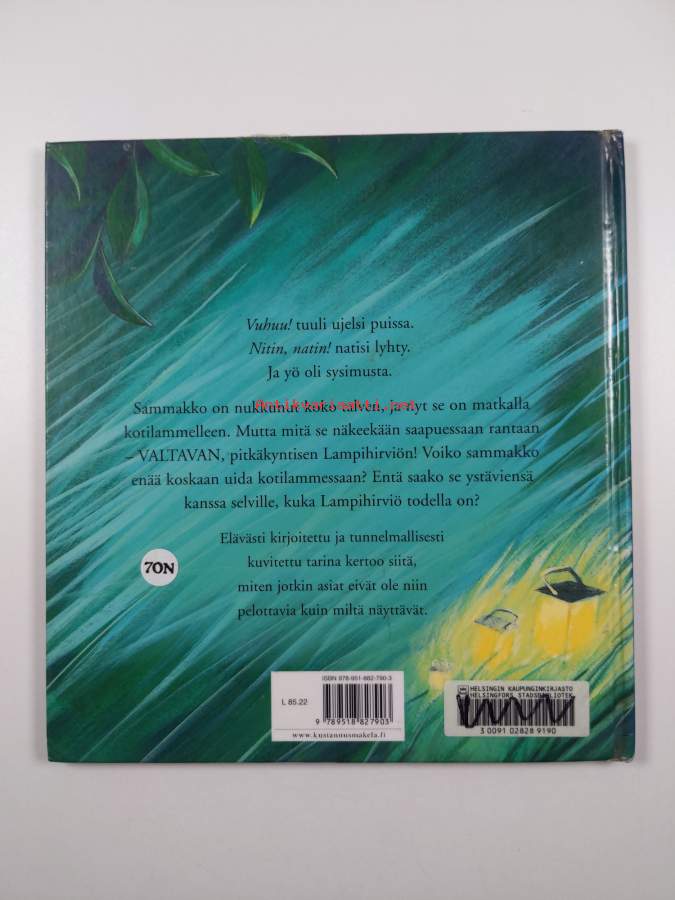 Vuhuu! tuuli ujelsi puissa.
Nitin, natin! natisi lyhty.
Ja yö oli sysimusta.
Antikvariaatti.net
Sammakko on nukkunut koko talven, ja nyt se on matkalla
kotilammelleen. Mutta mitä se näkeekään saapuessaan rantaan
– VALTAVAN, pitkäkyntisen Lampihirviön! Voiko sammakko
enää koskaan uida kotilammessaan? Entä saako se ystäviensä
kanssa selville, kuka Lampihirviö todella on?
Elävästi kirjoitettu ja tunnelmallisesti
kuvitettu tarina kertoo siitä,
miten jotkin asiat eivät ole niin
pelottavia kuin miltä näyttävät.
7ON
ISBN 978-951-882-790-3
L 85.22
9 789518 827903
www.kustannusmakela.fi
HELSINGIN KAUPUNGINKIRJASTO
HELSINGFORS STADSBIBLIOTEK
3 0091 02828 9190